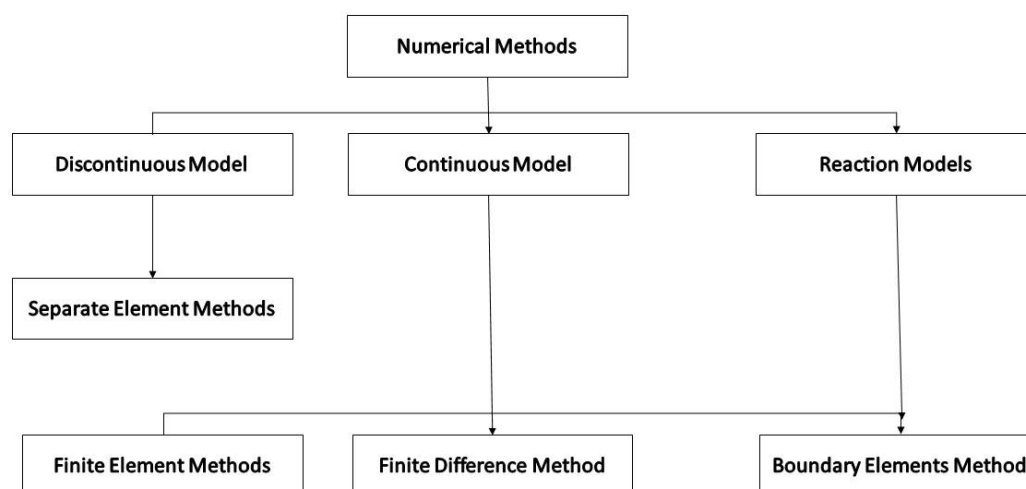 Numerical Methods
Discontinuous Model
Continuous Model
Reaction Models
Separate Element Methods
Finite Element Methods
Finite Difference Method
Boundary Elements Method